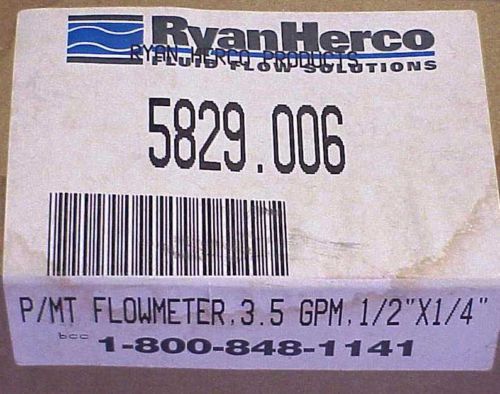 RyanHerco
RYAN HERCO PRODUCTS
FLUID FLOW SOLUTIONS
5829.006
P/MT FLOWMETER,3.5 GPM,1/2"X1/4"
1-800-848-1141